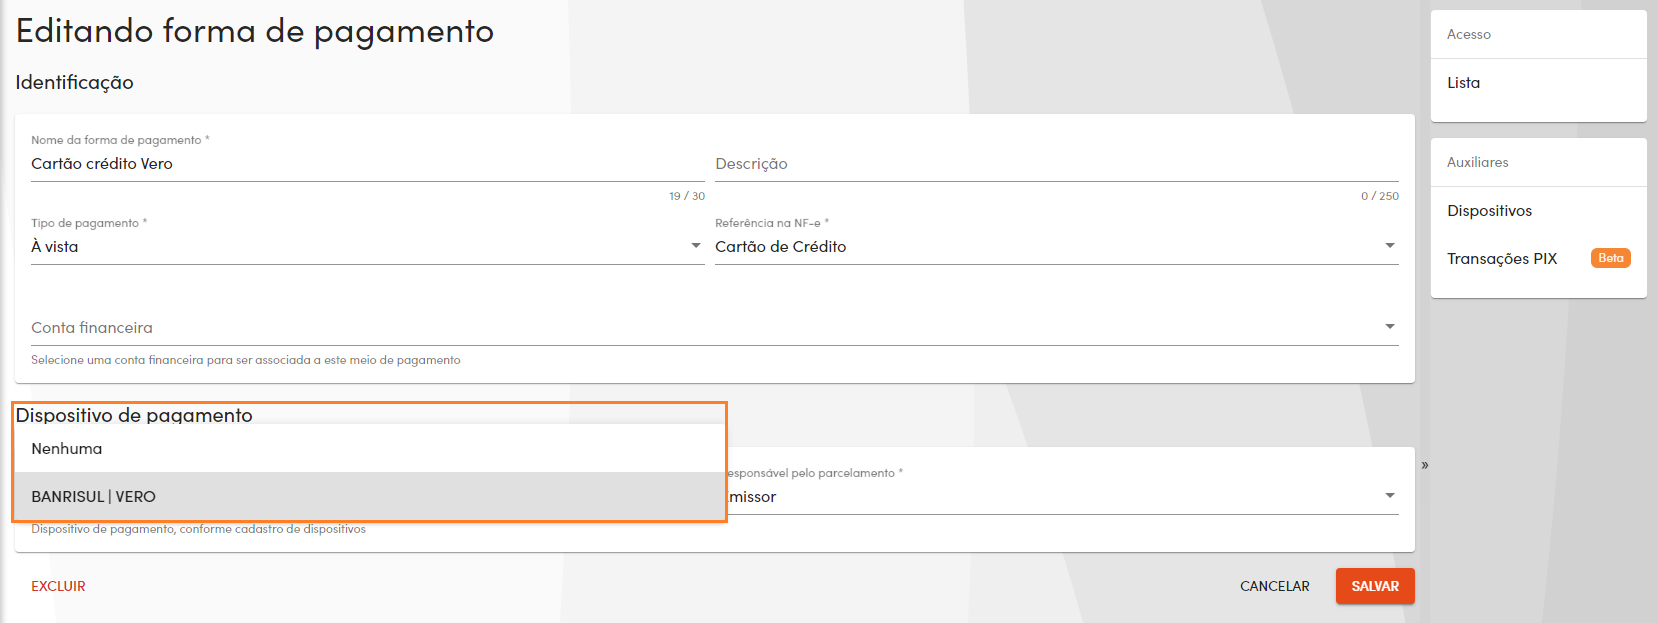 Editando forma de pagamento
Identificação
Nome da forma de pagamento *
Cartão crédito Vero
19 / 30
Descrição
0 / 250
Tipo de pagamento *
À vista
Referência na NF-e *
Cartão de Crédito
Conta financeira
Selecione uma conta financeira para ser associada a este meio de pagamento
Dispositivo de pagamento
Nenhuma
BANRISUL | VERO
Dispositivo de pagamento, conforme cadastro de dispositivos
esponsável pelo parcelamento *
missor
EXCLUIR
CANCELAR
SALVAR
»
Acesso
Lista
Auxiliares
Dispositivos
Transações PIX Beta